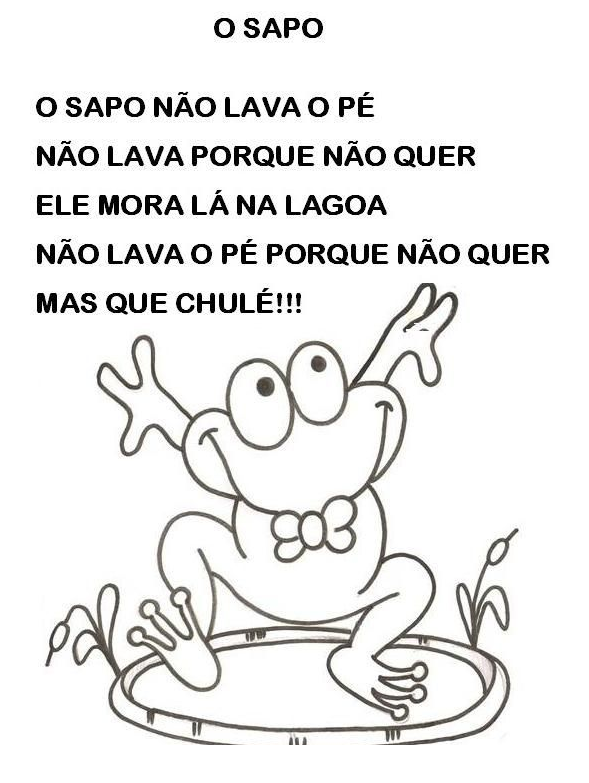 O SAPO
O SAPO NÃO LAVA O PÉ
NÃO LAVA PORQUE NÃO QUER
ELE MORA LÁ NA LAGOA
NÃO LAVA O PÉ PORQUE NÃO QUER
MAS QUE CHULÉ!!!